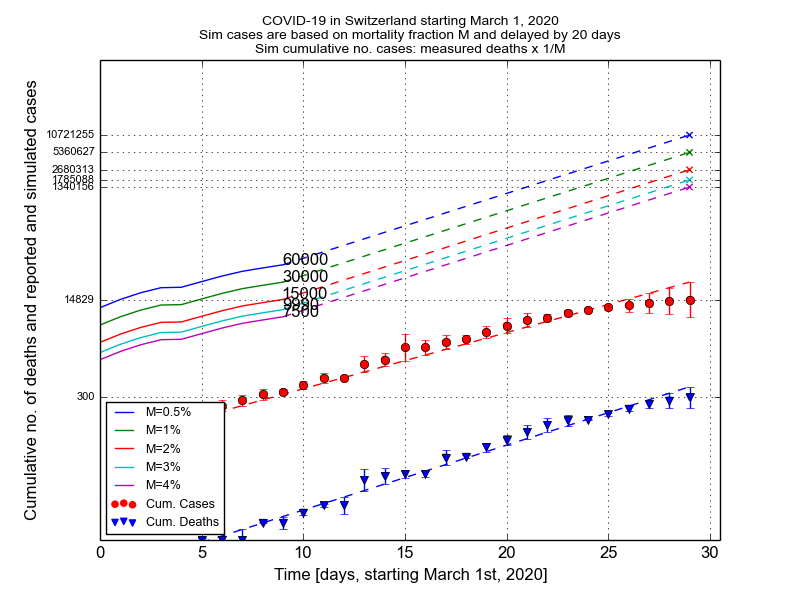 COVID-19 in Switzerland starting March 1, 2020
Sim cases are based on mortality fraction M and delayed by 20 days
Sim cumulative no. cases: measured deaths x 1/M
Cumulative no. of deaths and reported and simulated cases
10721255
5360627
2680313
1785088
1340156
14829
300
60000
30000
15000
7500
M=0.5%
M=1%
M=2%
M=3%
M=4%
Cum. Cases
Cum. Deaths
0 5 10 15 20 25 30
Time [days, starting March 1st, 2020]